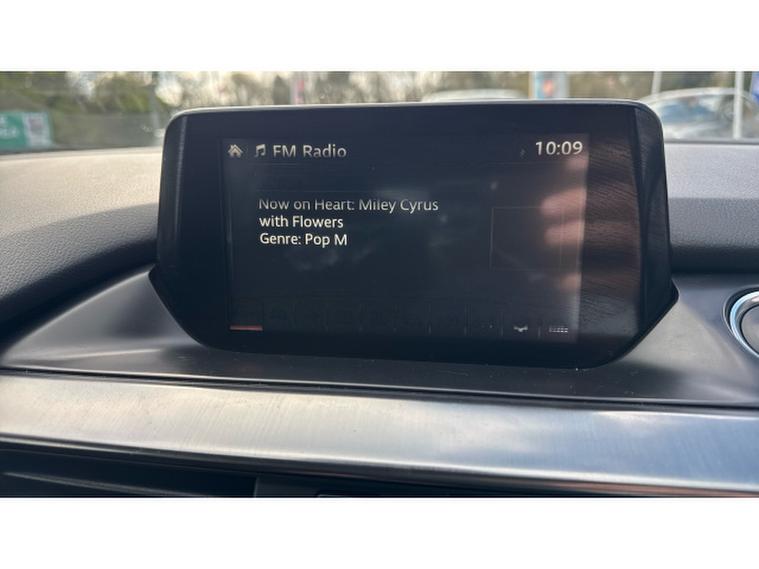 FM Radio 10:09
Now on Heart: Miley Cyrus
with Flowers
Genre: Pop M